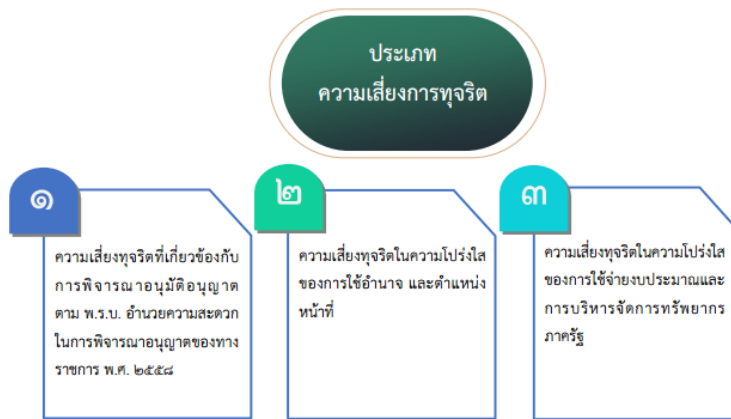 ประเภท
ความเสี่ยงการทุจริต
๑
ความเสี่ยงทุจริตที่เกี่ยวข้องกับ
การพิจารณาอนุมัติอนุญาต
ตาม พ.ร.บ. อำนวยความสะดวก
ในการพิจารณาอนุญาตของทาง
ราชการ พ.ศ. ๒๕๕๘
๒
ความเสี่ยงทุจริตในความโปร่งใส
ของการใช้อำนาจ และตำแหน่ง
หน้าที่
๓
ความเสี่ยงทุจริตในความโปร่งใส
ของการใช้จ่ายงบประมาณและ
การบริหารจัดการทรัพยากร
ภาครัฐ